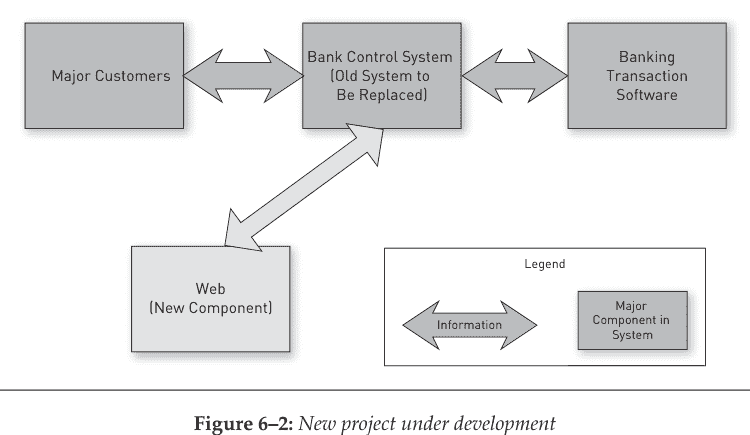 Major Customers
Bank Control System
(Old System to
Be Replaced)
Banking
Transaction
Software
Web
(New Component)
Legend
Information
Major
Component in
System
Figure 6–2: New project under development